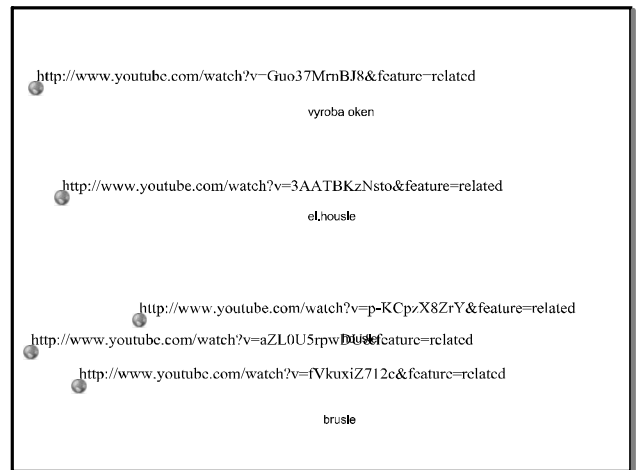 http://www.youtube.com/watch?v=Guo37MrnBJ8&feature=related
vyroba oken
http://www.youtube.com/watch?v=3AATBKzNsto&feature=related
el.housle
http://www.youtube.com/watch?v=p-KCpzX8ZrY&feature=related
http://www.youtube.com/watch?v=aZL0U5rpwDU&feature=related
housle
http://www.youtube.com/watch?v=fVkuxiZ712c&feature=related
brusle